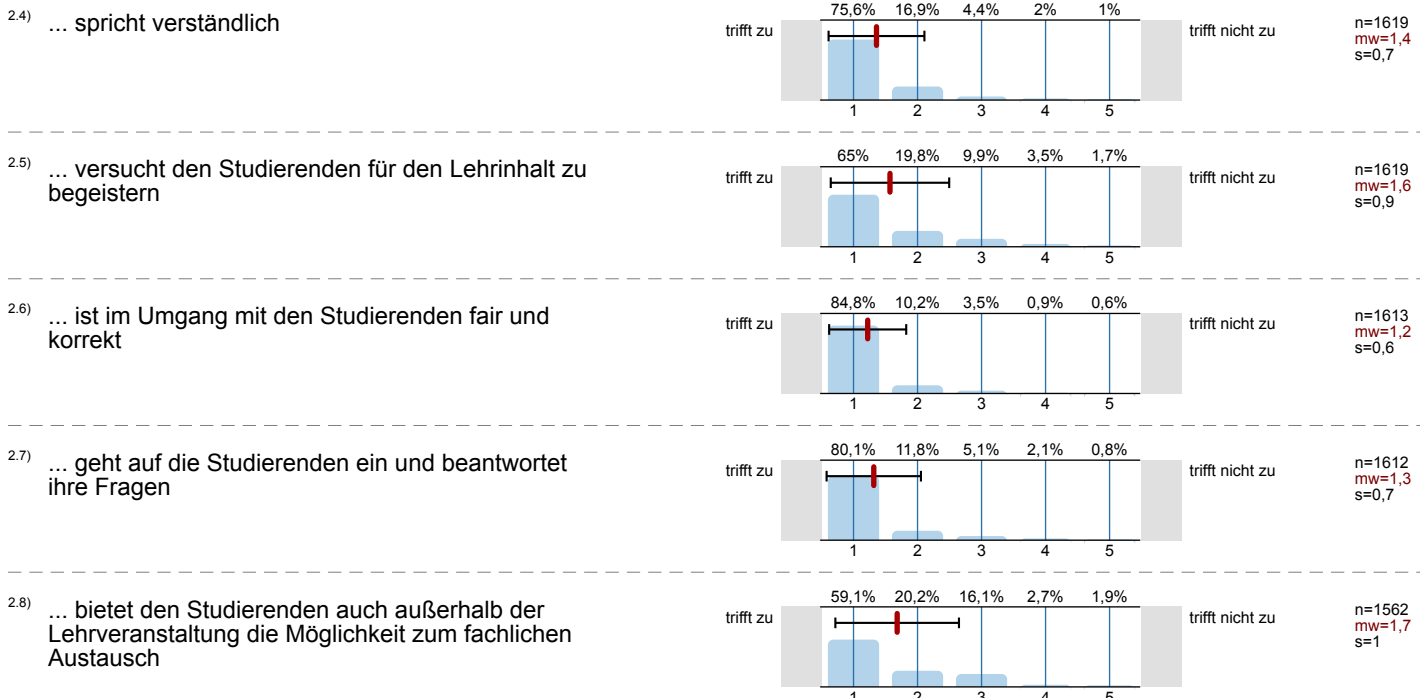 2.4) ... spricht verständlich
trifft zu
75,6% 16,9% 4,4% 2% 1%
1 2 3 4 5
trifft nicht zu
n=1619
mw=1,4
s=0,7
2.5) ... versucht den Studierenden für den Lehrinhalt zu
begeistern
trifft zu
65% 19,8% 9,9% 3,5% 1,7%
1 2 3 4 5
trifft nicht zu
n=1619
mw=1,6
s=0,9
2.6) ... ist im Umgang mit den Studierenden fair und
korrekt
trifft zu
84,8% 10,2% 3,5% 0,9% 0,6%
1 2 3 4 5
trifft nicht zu
n=1613
mw=1,2
s=0,6
2.7) ... geht auf die Studierenden ein und beantwortet
ihre Fragen
trifft zu
80,1% 11,8% 5,1% 2,1% 0,8%
1 2 3 4 5
trifft nicht zu
n=1612
mw=1,3
s=0,7
2.8) ... bietet den Studierenden auch außerhalb der
Lehrveranstaltung die Möglichkeit zum fachlichen
Austausch
trifft zu
59,1% 20,2% 16,1% 2,7% 1,9%
1 2 3 4 5
trifft nicht zu
n=1562
mw=1,7
s=1